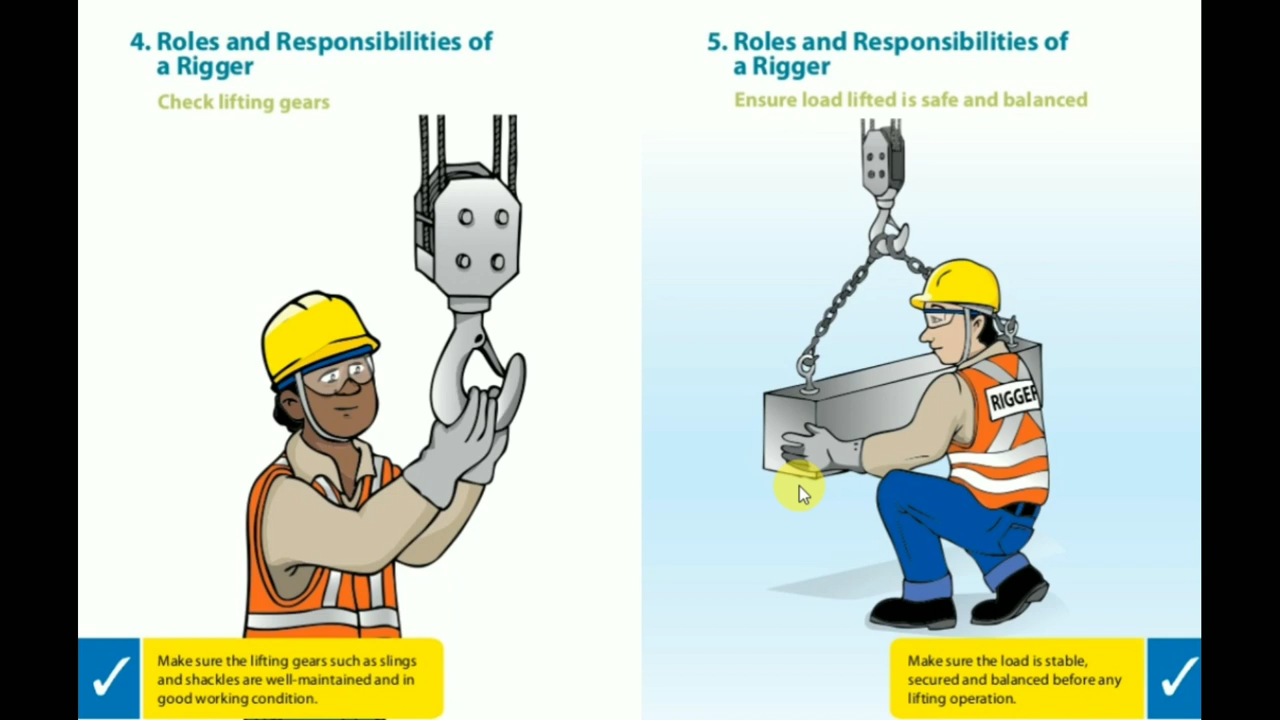 4. Roles and Responsibilities of
a Rigger
Check lifting gears
Make sure the lifting gears such as slings
and shackles are well-maintained and in
good working condition.
5. Roles and Responsibilities of
a Rigger
Ensure load lifted is safe and balanced
RIGGER
Make sure the load is stable,
secured and balanced before any
lifting operation.